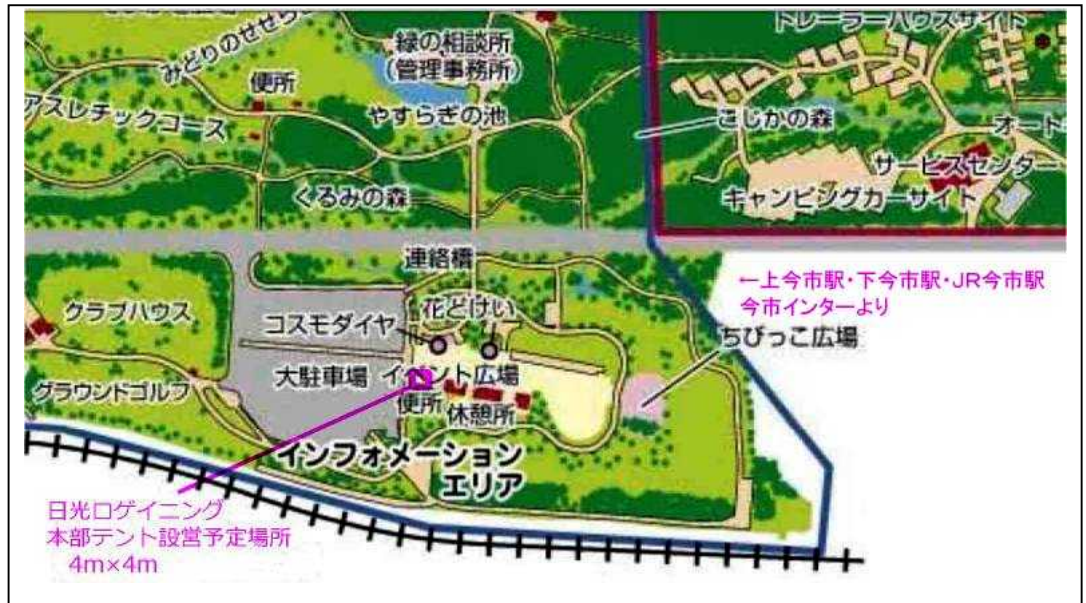 トレーラーハウスサイト
みどりのせせらぎ
緑の相談所
(管理事務所)
便所
やすらぎの池
アスレチックコース
こじかの森
オート
サービスセンター
くるみの森
キャンピングカーサイト
連絡橋
←上今市駅・下今市駅・JR今市駅
今市インターより
クラブハウス
コスモダイヤ
花どけい
ちびっこ広場
大駐車場
イベント広場
グラウンドゴルフ
便所
休憩所
インフォメーション
エリア
日光ロゲイニング
本部テント設営予定場所
4m×4m